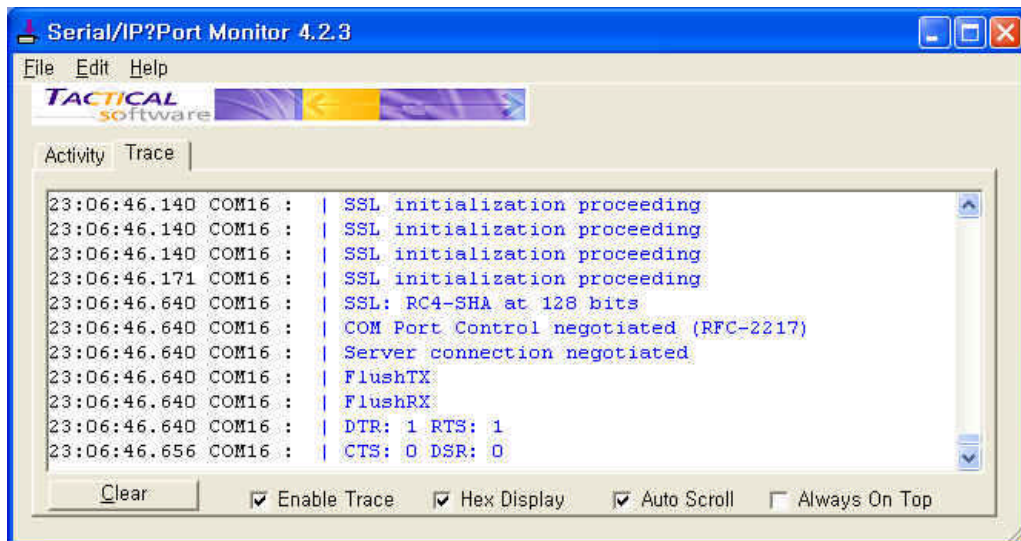 Serial/IP?Port Monitor 4.2.3
File Edit Help
TACTICAL
software
Activity Trace
23:06:46.140 COM16 : | SSL initialization proceeding
23:06:46.140 COM16 : | SSL initialization proceeding
23:06:46.140 COM16 : | SSL initialization proceeding
23:06:46.171 COM16 : | SSL initialization proceeding
23:06:46.640 COM16 : | SSL: RC4-SHA at 128 bits
23:06:46.640 COM16 : | COM Port Control negotiated (RFC-2217)
23:06:46.640 COM16 : | Server connection negotiated
23:06:46.640 COM16 : | FlushTX
23:06:46.640 COM16 : | FlushRX
23:06:46.640 COM16 : | DTR: 1 RTS: 1
23:06:46.656 COM16 : | CTS: 0 DSR: 0
Clear Enable Trace Hex Display Auto Scroll Always On Top